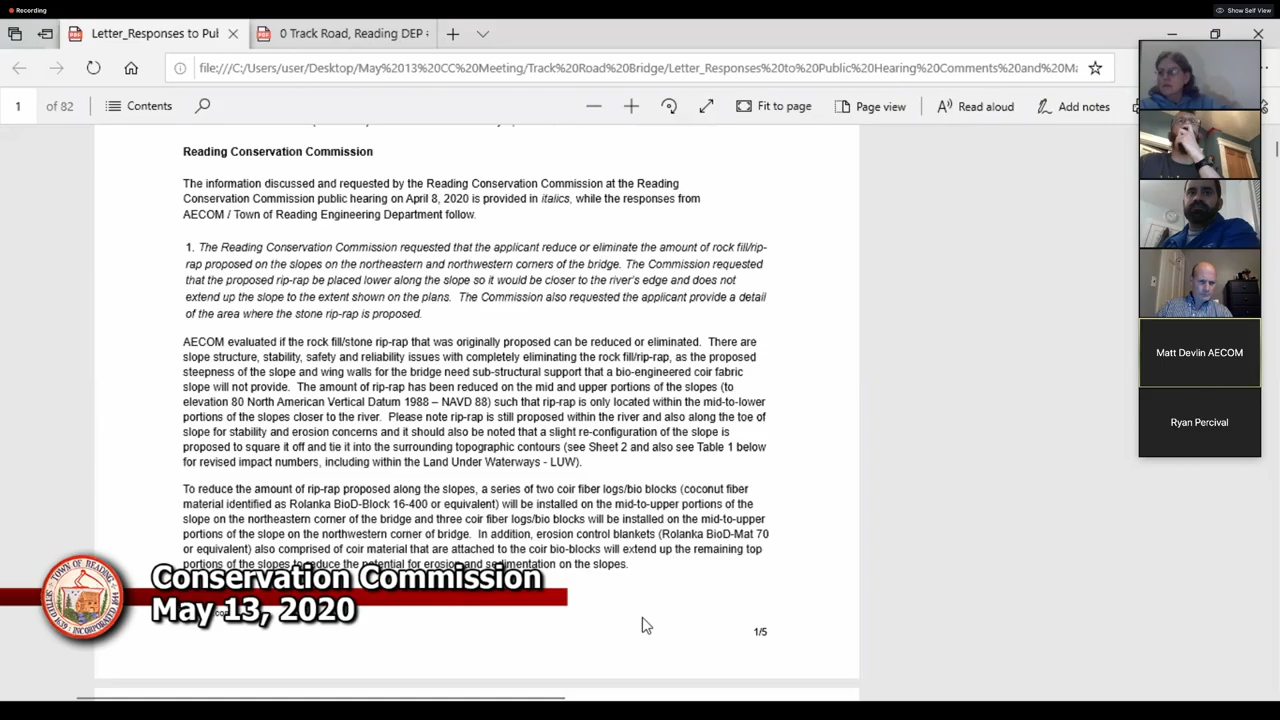 Recording
Show Self View
Letter_Responses to Pul
0 Track Road, Reading DEP
file:///C:/Users/user/Desktop/May%2013%20CC%20Meeting/Track%20Road%20Bridge/Letter_Responses%20to%20Public%20Hearing%20Comments%20and%20M
1 of 82
Contents
Fit to page
Page view
Read aloud
Add notes
Reading Conservation Commission
The information discussed and requested by the Reading Conservation Commission at the Reading
Conservation Commission public hearing on April 8, 2020 is provided in italics, while the responses from
AECOM / Town of Reading Engineering Department follow.
1. The Reading Conservation Commission requested that the applicant reduce or eliminate the amount of rock fill/rip-
rap proposed on the slopes on the northeastern and northwestern corners of the bridge. The Commission requested
that the proposed rip-rap be placed lower along the slope so it would be closer to the river's edge and does not
extend up the slope to the extent shown on the plans. The Commission also requested the applicant provide a detail
of the area where the stone rip-rap is proposed.
AECOM evaluated if the rock fill/stone rip-rap that was originally proposed can be reduced or eliminated. There are
slope structure, stability, safety and reliability issues with completely eliminating the rock fill/rip-rap, as the proposed
steepness of the slope and wing walls for the bridge need sub-structural support that a bio-engineered coir fabric
slope will not provide. The amount of rip-rap has been reduced on the mid and upper portions of the slopes (to
elevation 80 North American Vertical Datum 1988 – NAVD 88) such that rip-rap is only located within the mid-to-lower
portions of the slopes closer to the river. Please note rip-rap is still proposed within the river and also along the toe of
slope for stability and erosion concerns and it should also be noted that a slight re-configuration of the slope is
proposed to square it off and tie it into the surrounding topographic contours (see Sheet 2 and also see Table 1 below
for revised impact numbers, including within the Land Under Waterways - LUW).
To reduce the amount of rip-rap proposed along the slopes, a series of two coir fiber logs/bio blocks (coconut fiber
material identified as Rolanka BioD-Block 16-400 or equivalent) will be installed on the mid-to-upper portions of the
slope on the northeastern corner of the bridge and three coir fiber logs/bio blocks will be installed on the mid-to-upper
portions of the slope on the northwestern corner of bridge. In addition, erosion control blankets (Rolanka BioD-Mat 70
or equivalent) also comprised of coir material that are attached to the coir bio-blocks will extend up the remaining top
portions of the slopes to reduce the potential for erosion and sedimentation on the slopes.
Conservation Commission
May 13, 2020
1/5
TOWN OF READING
Matt Devlin AECOM
Ryan Percival